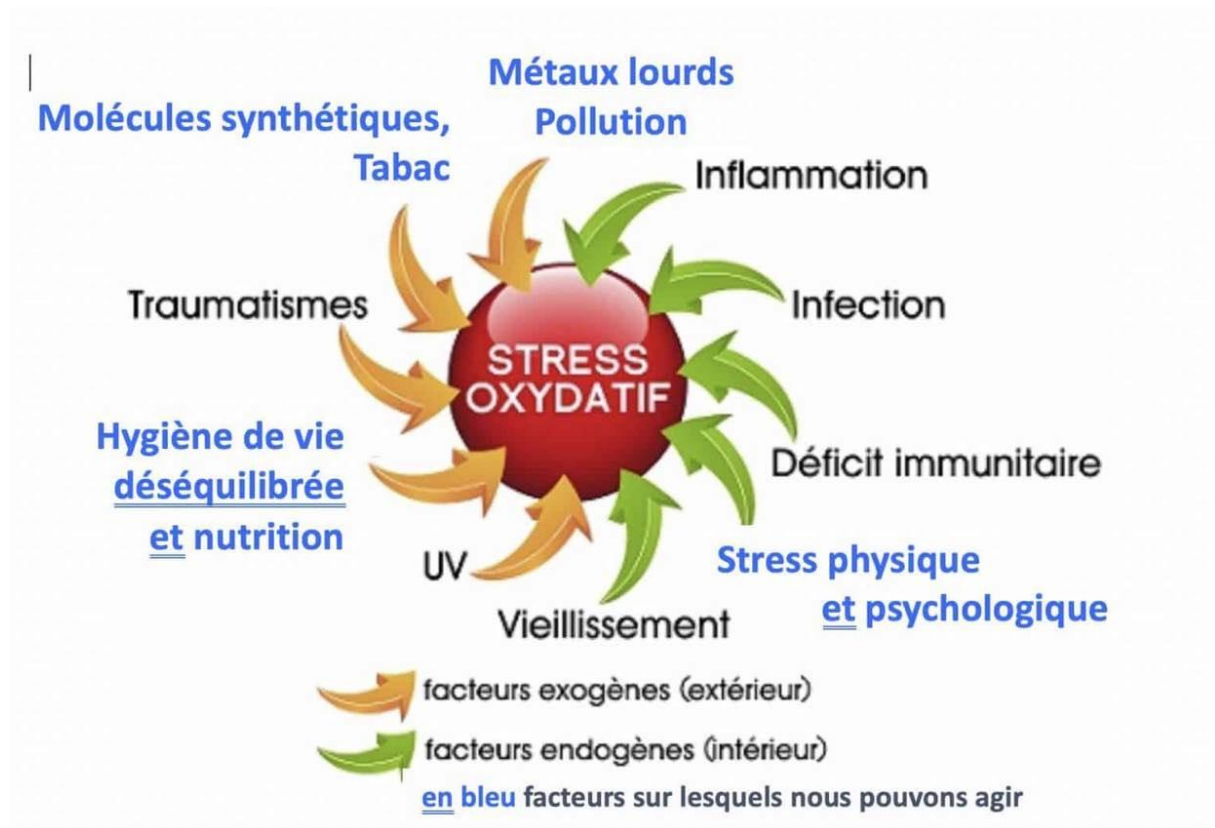 Métaux lourds
Pollution
Molécules synthétiques,
Tabac
Inflammation
Traumatismes
Infection
STRESS
OXYDATIF
Hygiène de vie
déséquilibrée
et nutrition
Déficit immunitaire
UV
Stress physique
et psychologique
Vieillissement
facteurs exogènes (extérieur)
facteurs endogènes (intérieur)
en bleu facteurs sur lesquels nous pouvons agir